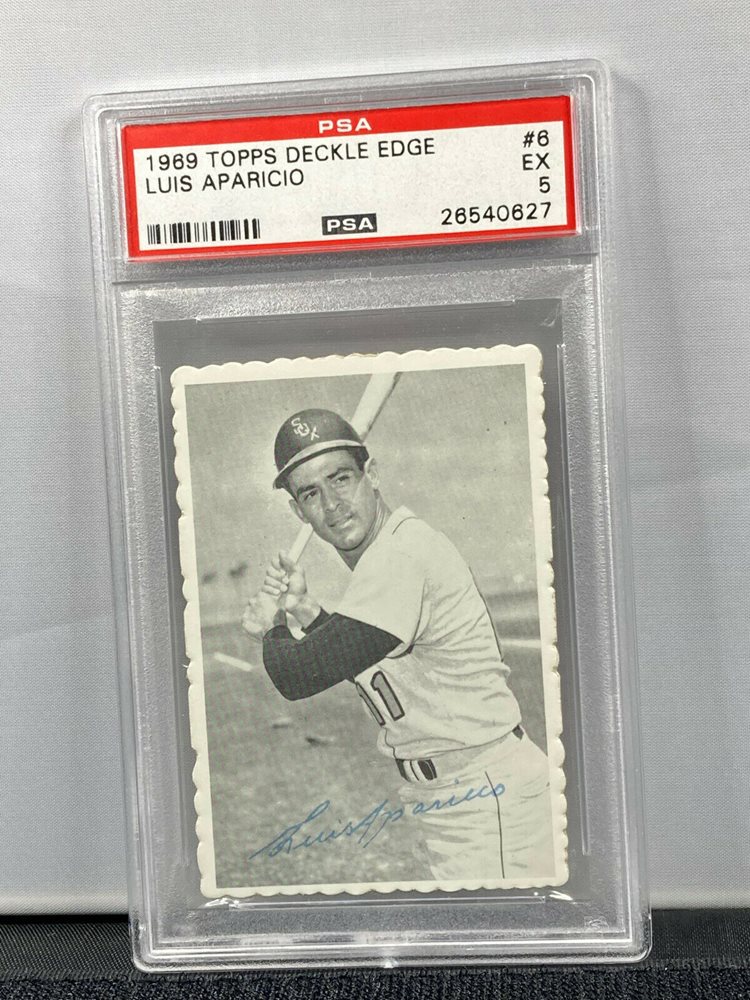 PSA
1969 TOPPS DECKLE EDGE #6
LUIS APARICIO EX
5
PSA 26540627
SOX
11
Luis Aparicio